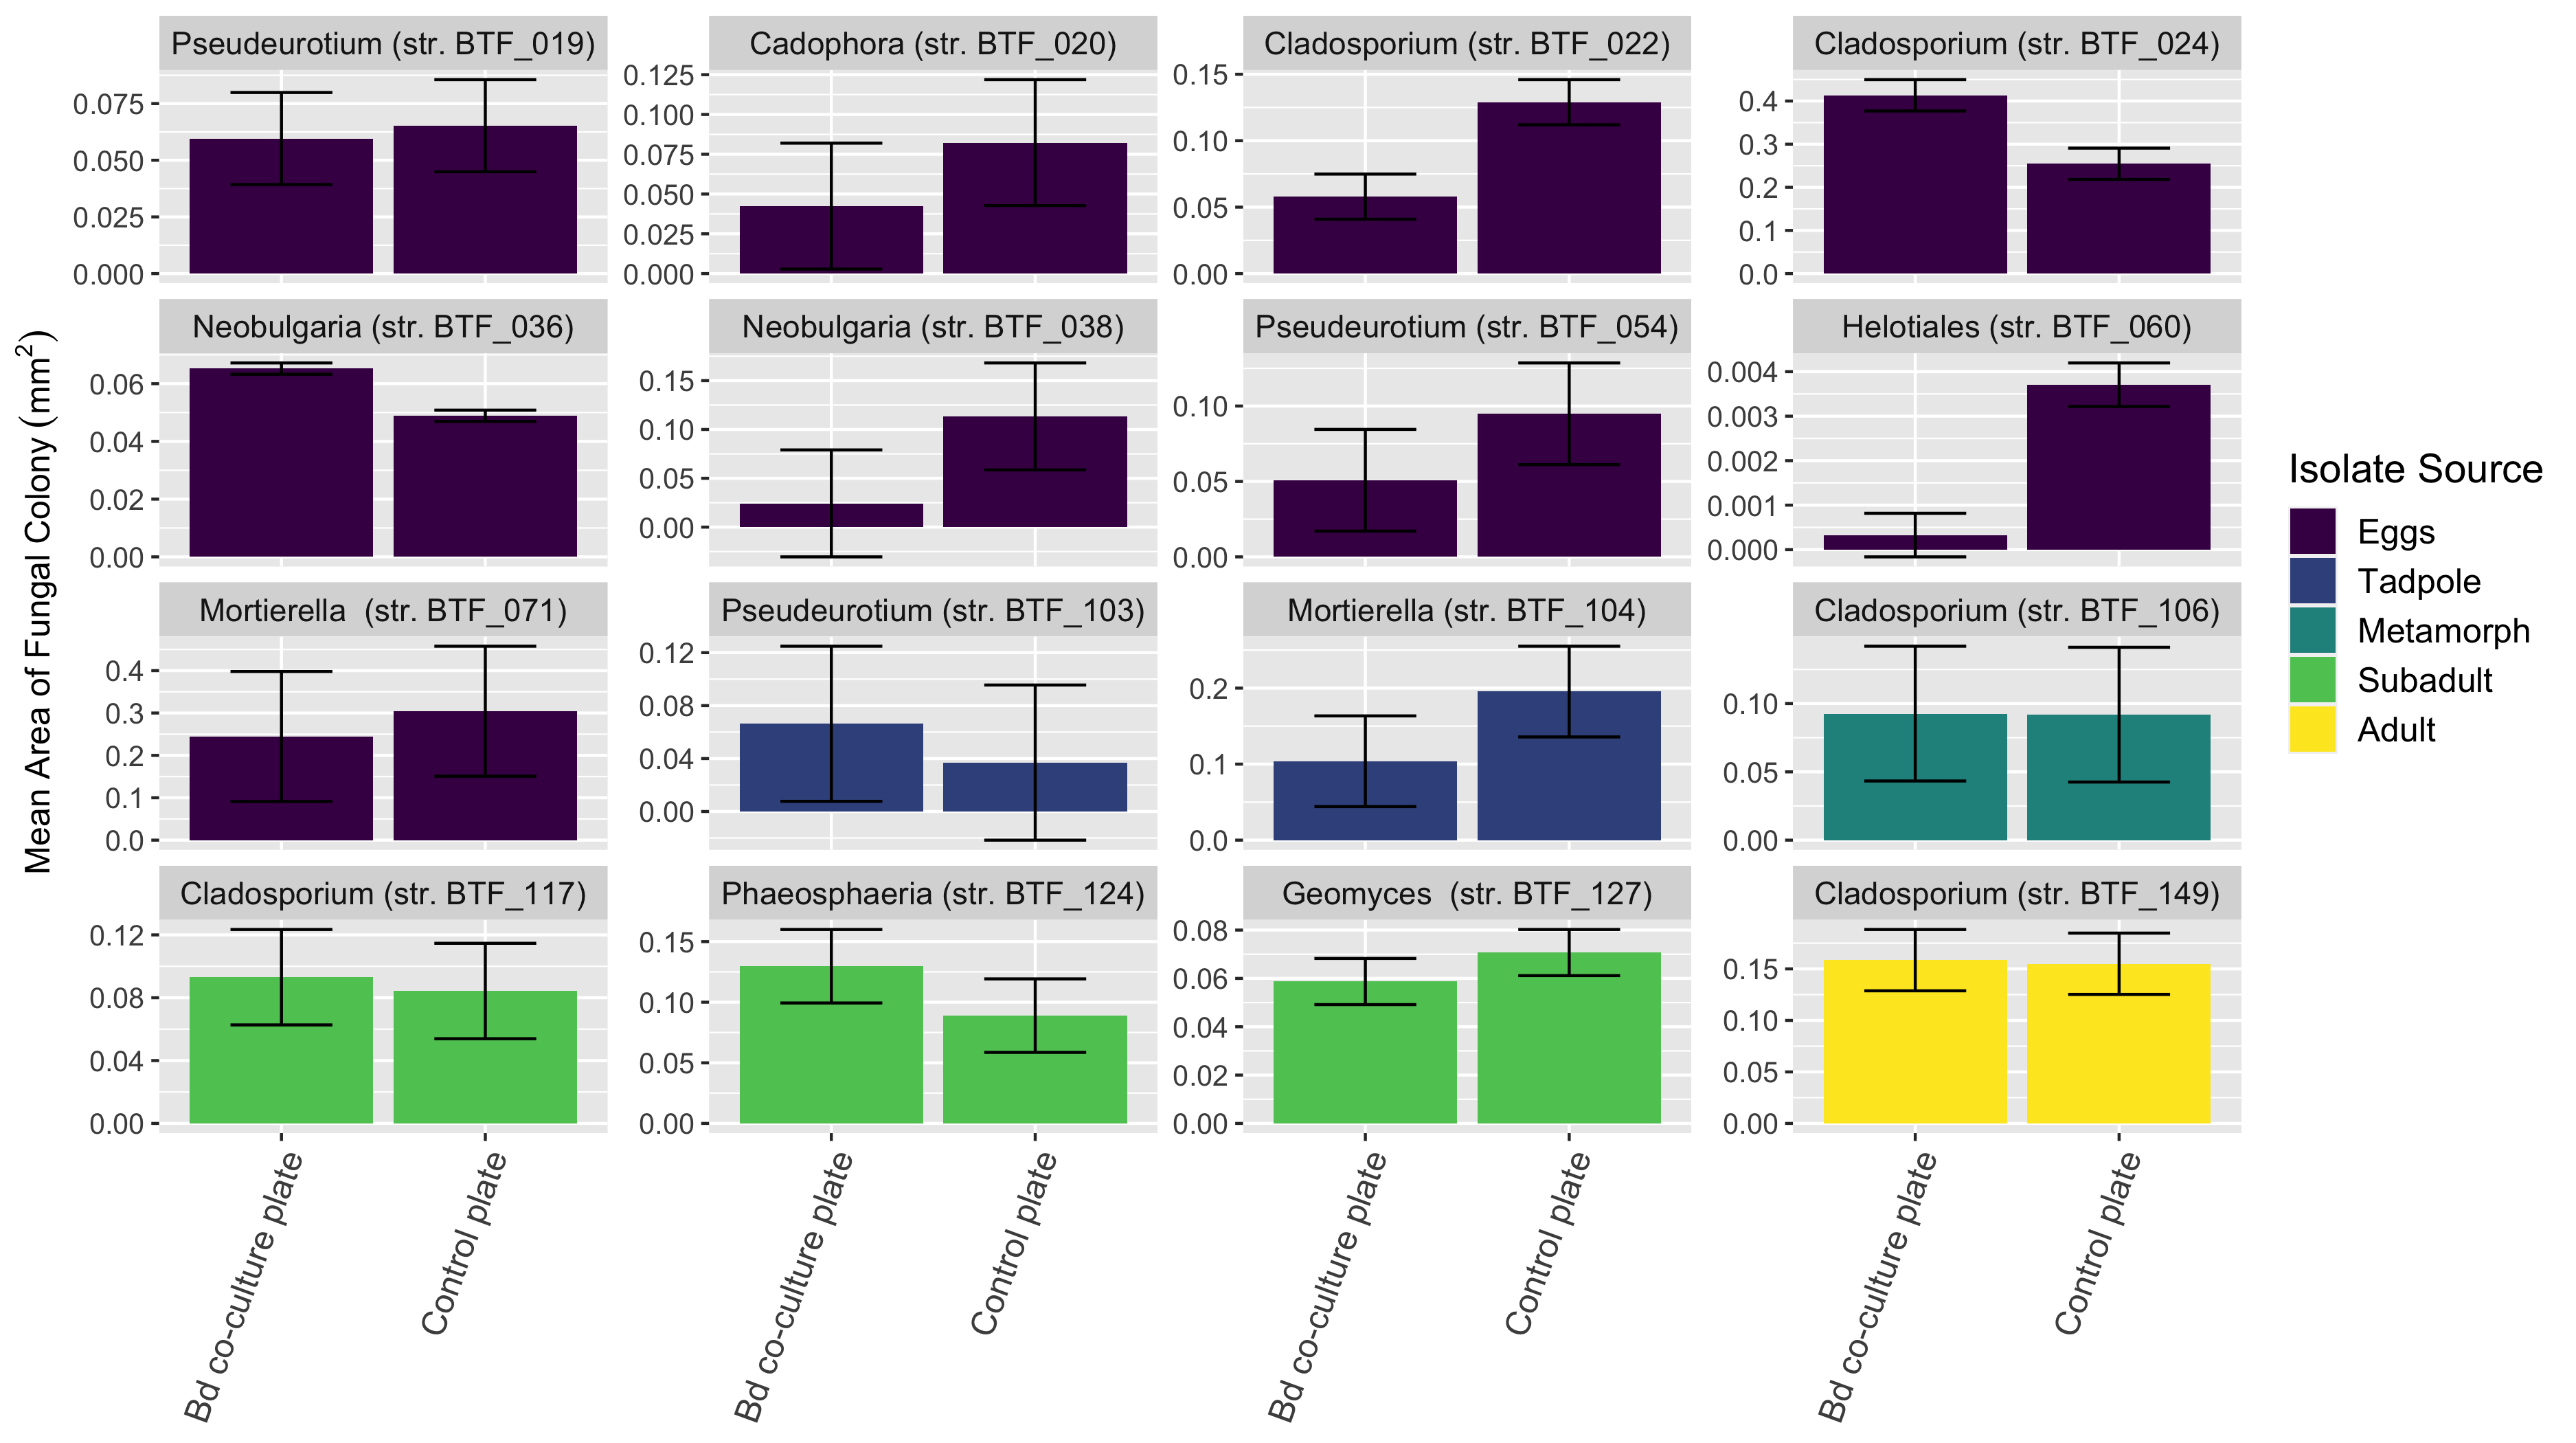 Pseudeurotium (str. BTF_019)
Cadophora (str. BTF_020)
Cladosporium (str. BTF_022)
Cladosporium (str. BTF_024)
0.075
0.050
0.025
0.000
0.125
0.100
0.075
0.050
0.025
0.000
0.15
0.10
0.05
0.00
0.4
0.3
0.2
0.1
0.0
Neobulgaria (str. BTF_036)
Neobulgaria (str. BTF_038)
Pseudeurotium (str. BTF_054)
Helotiales (str. BTF_060)
0.06
0.04
0.02
0.00
0.15
0.10
0.05
0.00
0.10
0.05
0.00
0.004
0.003
0.002
0.001
0.000
Mortierella  (str. BTF_071)
Pseudeurotium (str. BTF_103)
Mortierella (str. BTF_104)
Cladosporium (str. BTF_106)
0.4
0.3
0.2
0.1
0.0
0.12
0.08
0.04
0.00
0.2
0.1
0.0
0.10
0.05
0.00
Cladosporium (str. BTF_117)
Phaeosphaeria (str. BTF_124)
Geomyces  (str. BTF_127)
Cladosporium (str. BTF_149)
0.12
0.08
0.04
0.00
0.15
0.10
0.05
0.00
0.08
0.06
0.04
0.02
0.00
0.15
0.10
0.05
0.00
Bd co-culture plate
Control plate
Bd co-culture plate
Control plate
Bd co-culture plate
Control plate
Bd co-culture plate
Control plate
Mean Area of Fungal Colony (mm²)
Isolate Source
Eggs
Tadpole
Metamorph
Subadult
Adult